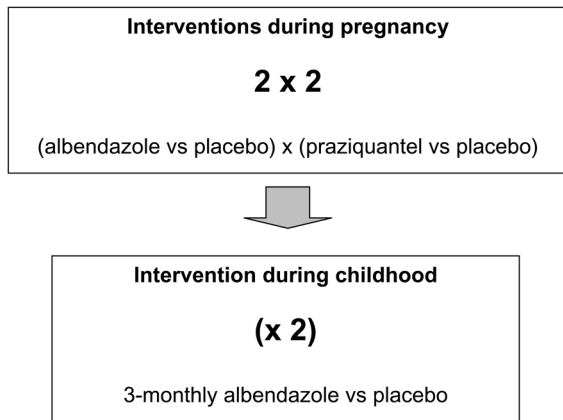 Interventions during pregnancy
2 x 2
(albendazole vs placebo) x (praziquantel vs placebo)
Intervention during childhood
(x 2)
3-monthly albendazole vs placebo